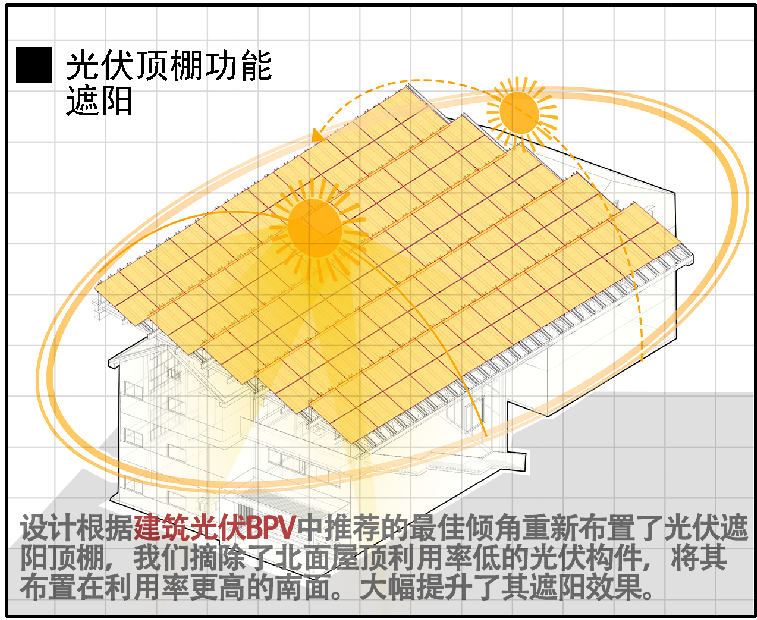 光伏顶棚功能
遮阳
设计根据建筑光伏BPV中推荐的最佳倾角重新布置了光伏遮
阳顶棚，我们摘除了北面屋顶利用率低的光伏构件，将其
布置在利用率更高的南面。大幅提升了其遮阳效果。